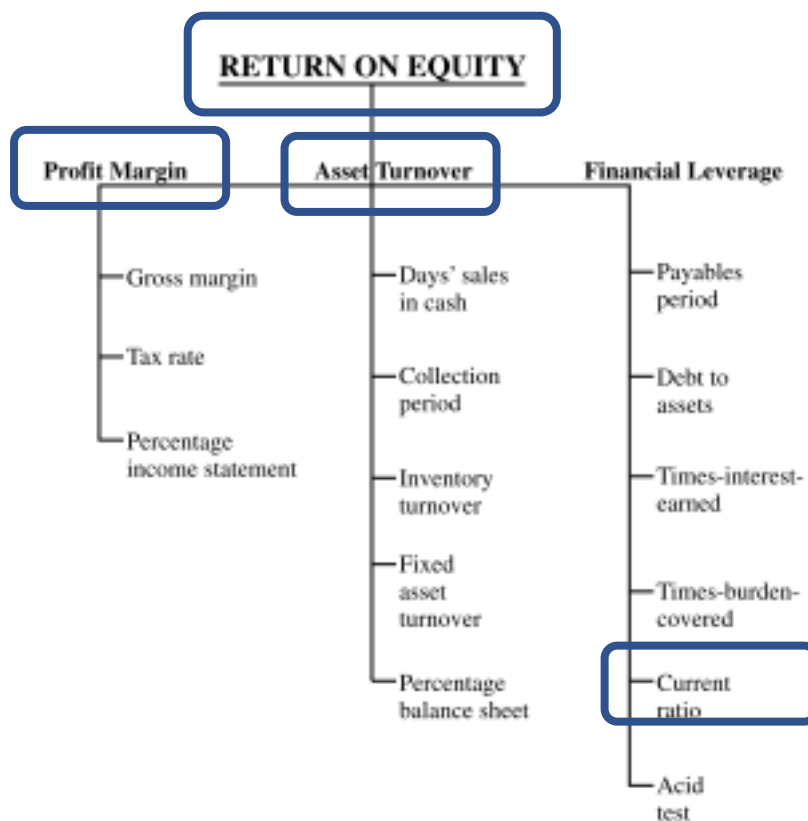 RETURN ON EQUITY
Profit Margin
Asset Turnover
Financial Leverage
Gross margin
Tax rate
Percentage
income statement
Days' sales
in cash
Collection
period
Inventory
turnover
Fixed
asset
turnover
Percentage
balance sheet
Payables
period
Debt to
assets
Times-interest-
earned
Times-burden-
covered
Current
ratio
Acid
test